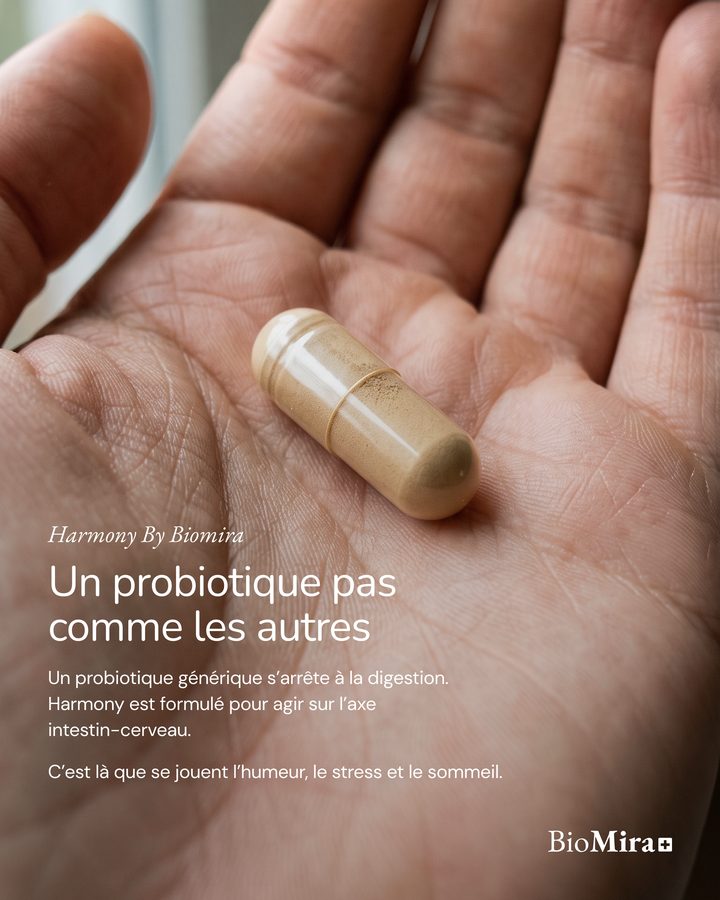 Harmony By Biomira
Un probiotique pas
comme les autres
Un probiotique générique s’arrête à la digestion.
Harmony est formulé pour agir sur l’axe
intestin-cerveau.
C’est là que se jouent l’humeur, le stress et le sommeil.
BioMira